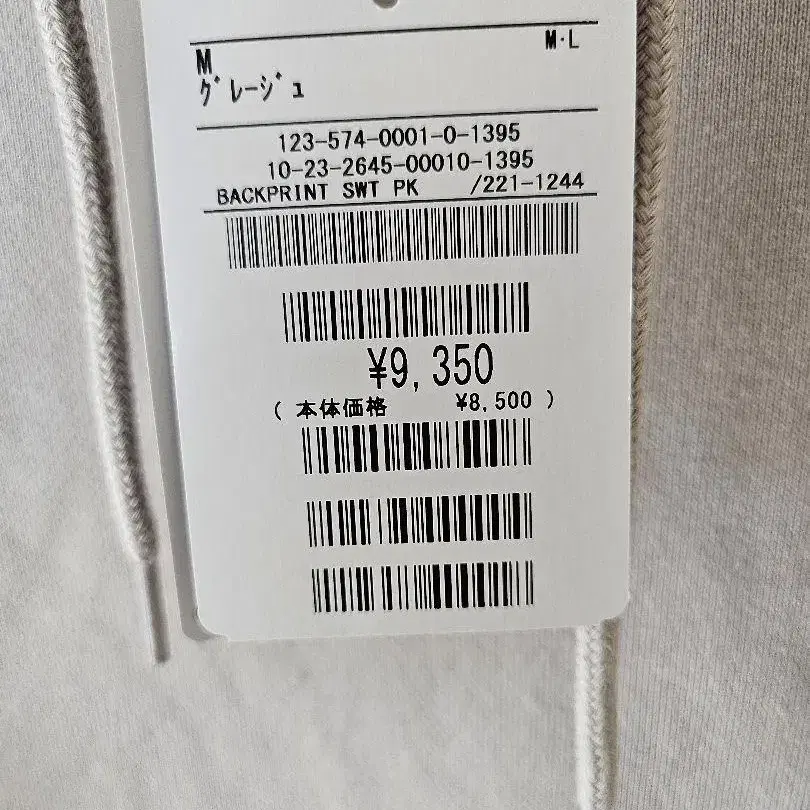 M·L
M
ｸﾞﾚｰｼﾞｭ
123-574-0001-0-1395
10-23-2645-00010-1395
BACKPRINT SWT PK /221-1244
¥9,350
( 本体価格 ¥8,500 )